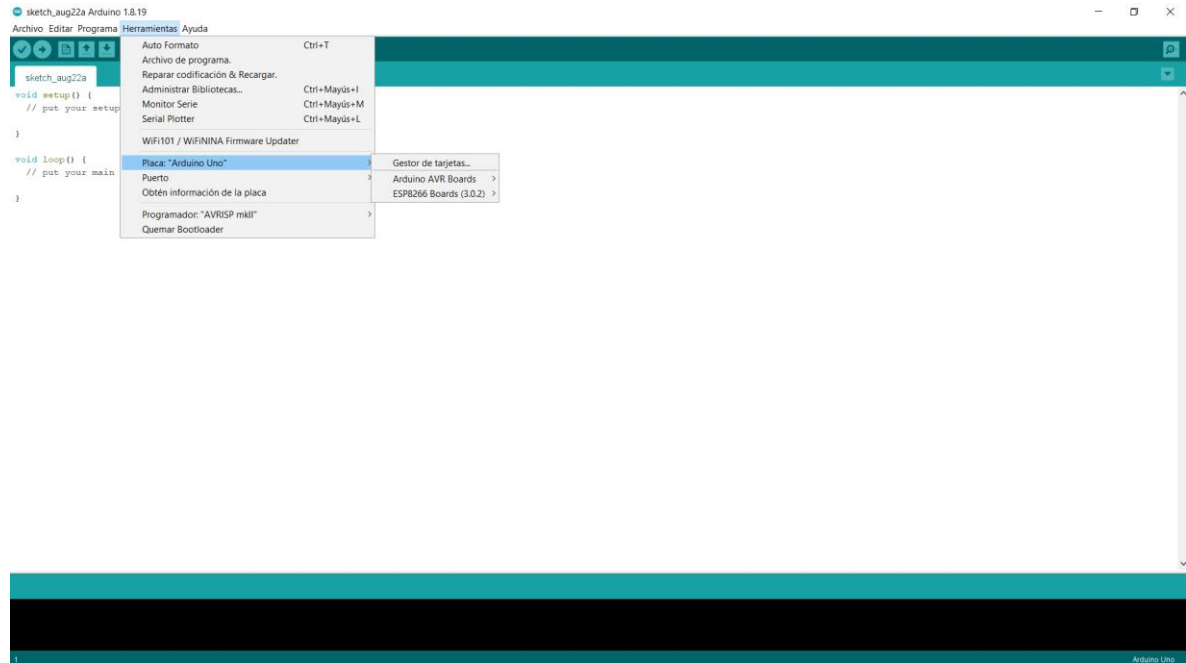 sketch_aug22a Arduino 1.8.19
Archivo Editar Programa Herramientas Ayuda
sketch_aug22a
void setup() {
// put your setup
}
void loop() {
// put your main
}
Auto Formato Ctrl+T
Archivo de programa.
Reparar codificación & Recargar.
Administrar Bibliotecas... Ctrl+Mayús+I
Monitor Serie Ctrl+Mayús+M
Serial Plotter Ctrl+Mayús+L
WiFi101 / WiFiNINA Firmware Updater
Placa: "Arduino Uno"
Puerto
Obtén información de la placa
Programador: "AVRISP mkII"
Quemar Bootloader
Gestor de tarjetas...
Arduino AVR Boards
ESP8266 Boards (3.0.2)
1 Arduino Uno